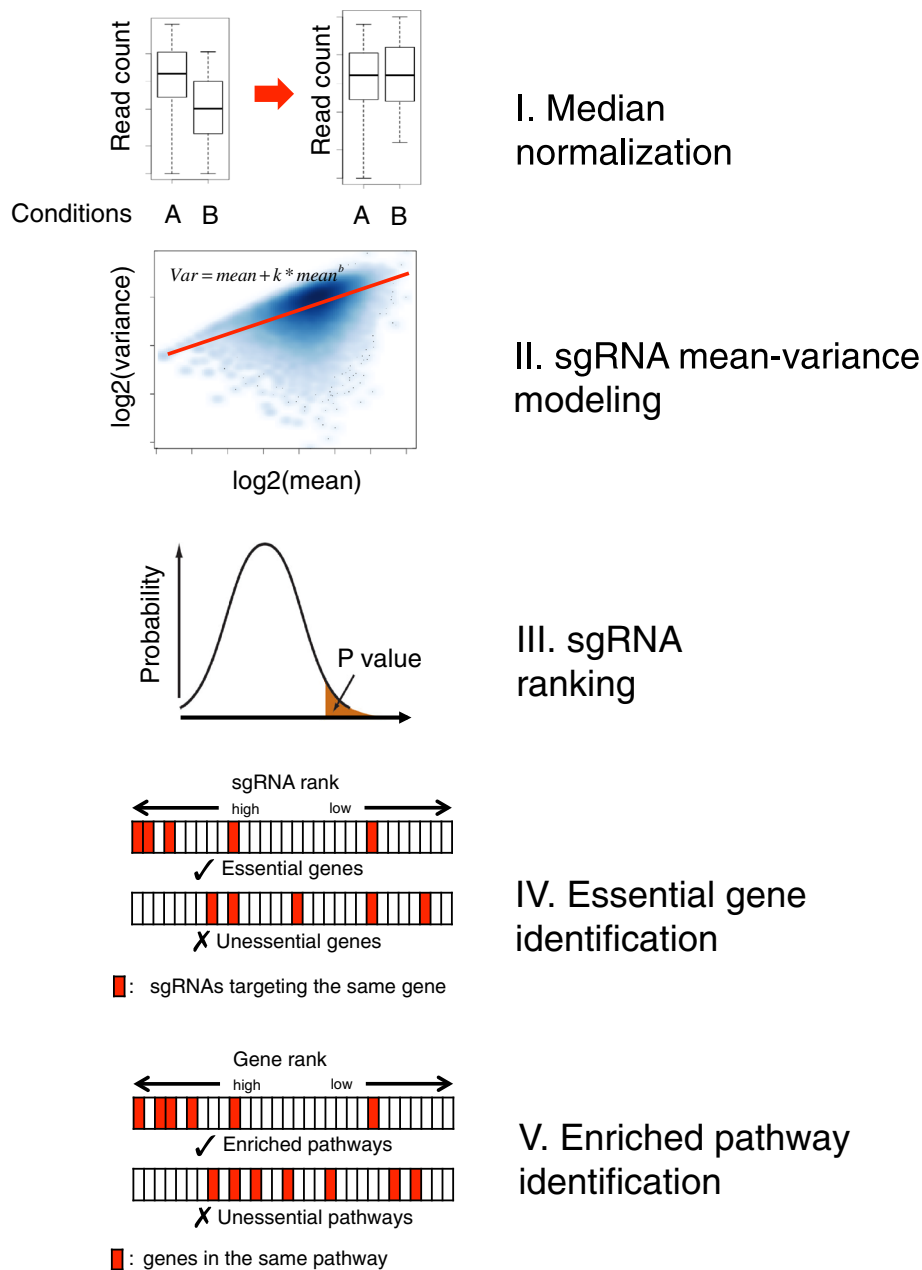 Read count
Read count
I. Median
normalization
Conditions A B A B
log2(variance)
Var = mean + k * mean^b
II. sgRNA mean-variance
modeling
log2(mean)
Probability
P value
III. sgRNA
ranking
sgRNA rank
high low
✓ Essential genes
✗ Unessential genes
IV. Essential gene
identification
: sgRNAs targeting the same gene
Gene rank
high low
✓ Enriched pathways
✗ Unessential pathways
V. Enriched pathway
identification
: genes in the same pathway